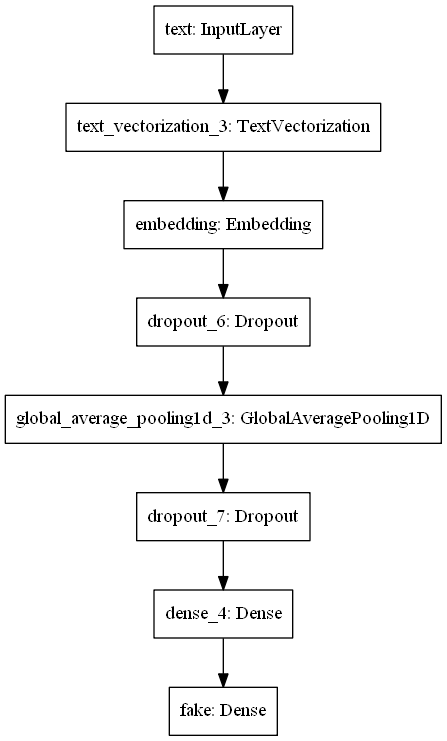 text: InputLayer
text_vectorization_3: TextVectorization
embedding: Embedding
dropout_6: Dropout
global_average_pooling1d_3: GlobalAveragePooling1D
dropout_7: Dropout
dense_4: Dense
fake: Dense